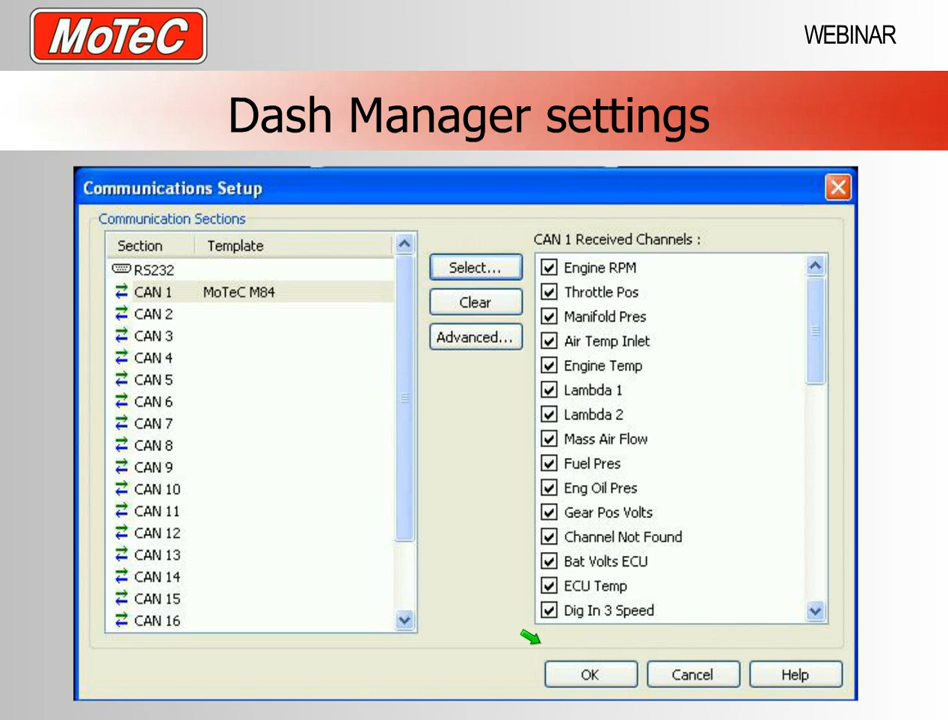 MoTeC
WEBINAR
Dash Manager settings
Communications Setup
Communication Sections
Section Template
RS232
CAN 1 MoTeC M84
CAN 2
CAN 3
CAN 4
CAN 5
CAN 6
CAN 7
CAN 8
CAN 9
CAN 10
CAN 11
CAN 12
CAN 13
CAN 14
CAN 15
CAN 16
Select...
Clear
Advanced...
CAN 1 Received Channels :
Engine RPM
Throttle Pos
Manifold Pres
Air Temp Inlet
Engine Temp
Lambda 1
Lambda 2
Mass Air Flow
Fuel Pres
Eng Oil Pres
Gear Pos Volts
Channel Not Found
Bat Volts ECU
ECU Temp
Dig In 3 Speed
OK Cancel Help